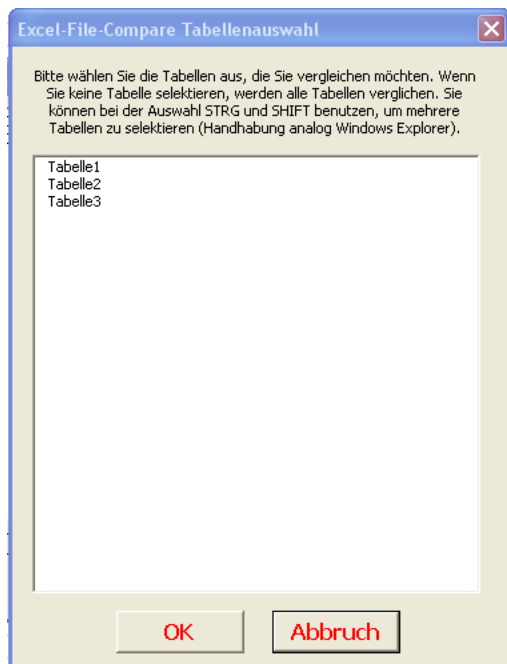 Excel-File-Compare Tabellenauswahl
Bitte wählen Sie die Tabellen aus, die Sie vergleichen möchten. Wenn
Sie keine Tabelle selektieren, werden alle Tabellen verglichen. Sie
können bei der Auswahl STRG und SHIFT benutzen, um mehrere
Tabellen zu selektieren (Handhabung analog Windows Explorer).
Tabelle1
Tabelle2
Tabelle3
OK Abbruch